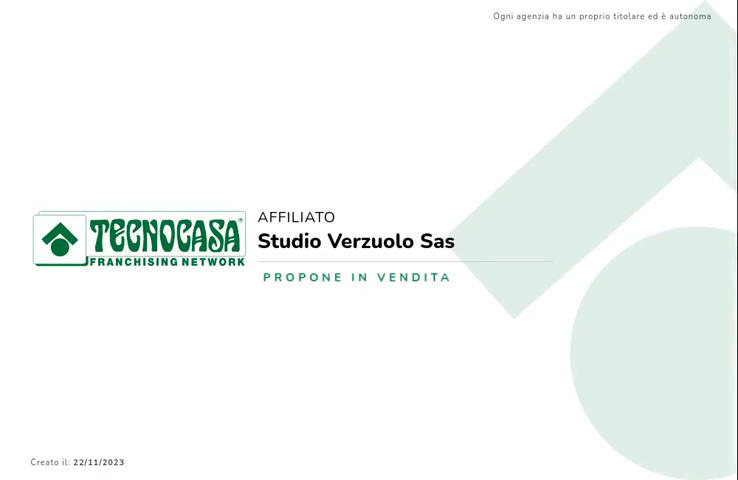 Ogni agenzia ha un proprio titolare ed è autonoma
TECNOCASA®
FRANCHISING NETWORK
AFFILIATO
Studio Verzuolo Sas
PROPONE IN VENDITA
Creato il: 22/11/2023